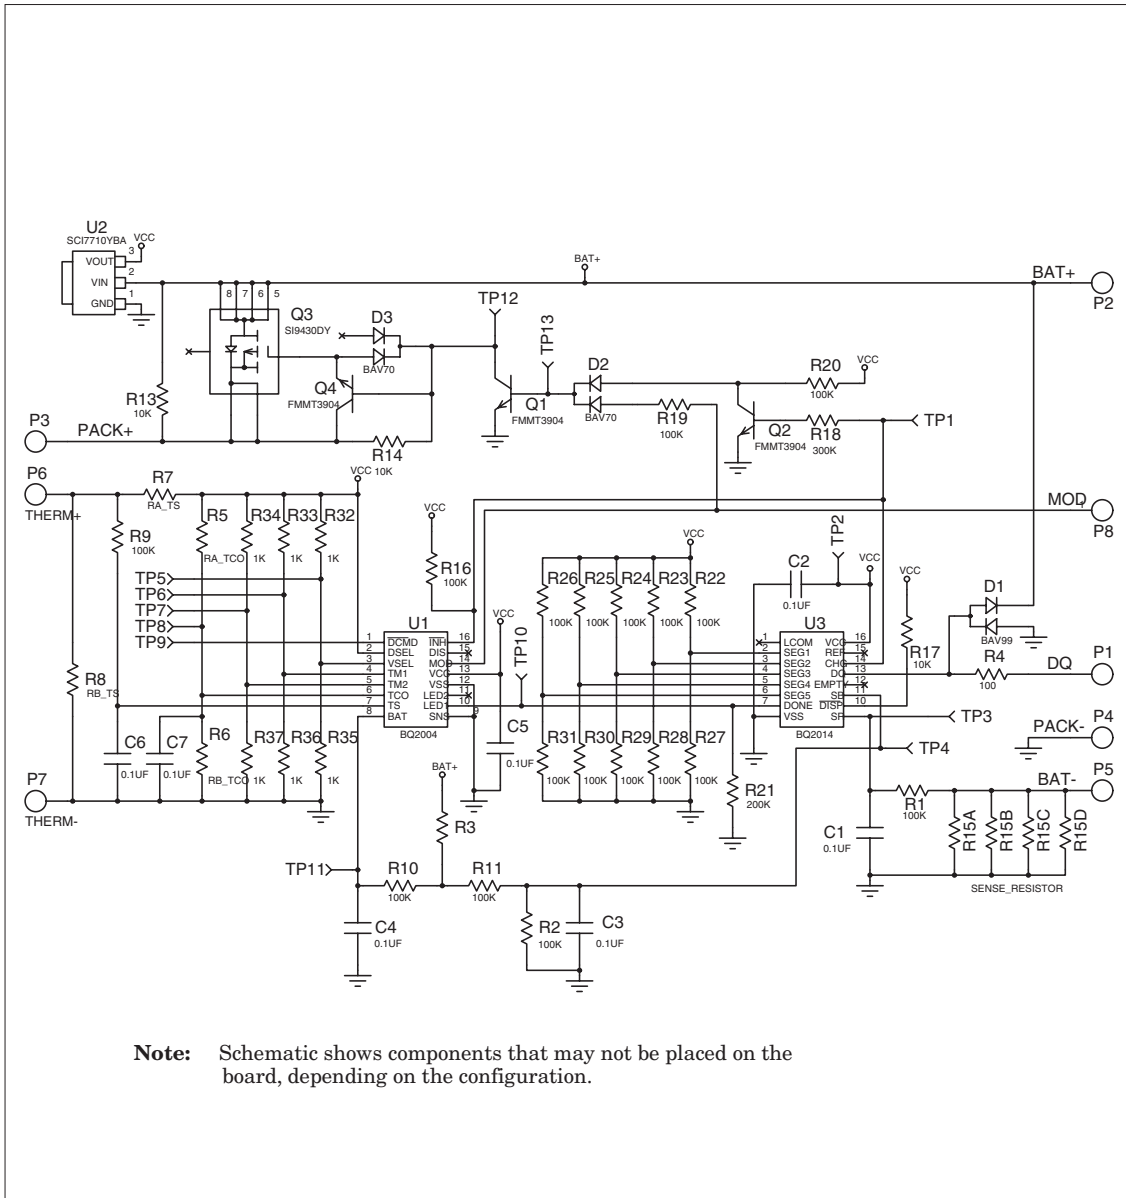 U2
SCI7710YBA
VCC
VOUT 3
VIN 2
GND 1
BAT+
BAT+
P2
8 7 6 5
Q3
SI9430DY
D3
BAV70
TP12
TP13
D2
BAV70
R20
100K
VCC
R13
10K
Q4
FMMT3904
Q1
FMMT3904
R19
100K
Q2
FMMT3904
R18
300K
TP1
P3
PACK+
R14
10K
VCC
P6
THERM+
R7
RA_TS
R9
100K
R5
RA_TCO
R34
1K
R33
1K
R32
1K
VCC
R16
100K
MOD
P8
TP5
TP6
TP7
TP8
TP9
R8
RB_TS
U1
1 DCMD INH 16
2 DSEL DIS 15
3 VSEL MOD 14
4 TM1 VCC 13
5 TM2 VSS 12
6 TCO LED2 11
7 TS LED1 10
8 BAT SNS 9
BQ2004
VCC
TP10
C5
0.1UF
VCC
R26
100K
R25
100K
R24
100K
R23
100K
R22
100K
C2
0.1UF
TP2
VCC
VCC
R17
10K
U3
1 LCOM VCC 16
2 SEG1 REF 15
3 SEG2 CHG 14
4 SEG3 DQ 13
5 SEG4 EMPTY 12
6 SEG5 SB 11
7 DONE DISP 10
VSS SR
BQ2014
D1
BAV99
R4
100
DQ
P1
TP3
TP4
PACK-
P4
BAT-
P5
C6
0.1UF
C7
0.1UF
R6
RB_TCO
R37
1K
R36
1K
R35
1K
P7
THERM-
R31
100K
R30
100K
R29
100K
R28
100K
R27
100K
R21
200K
BAT+
R3
TP11
R10
100K
R11
100K
C4
0.1UF
R2
100K
C3
0.1UF
C1
0.1UF
R1
100K
R15A
R15B
R15C
R15D
SENSE_RESISTOR
Note: Schematic shows components that may not be placed on the
board, depending on the configuration.